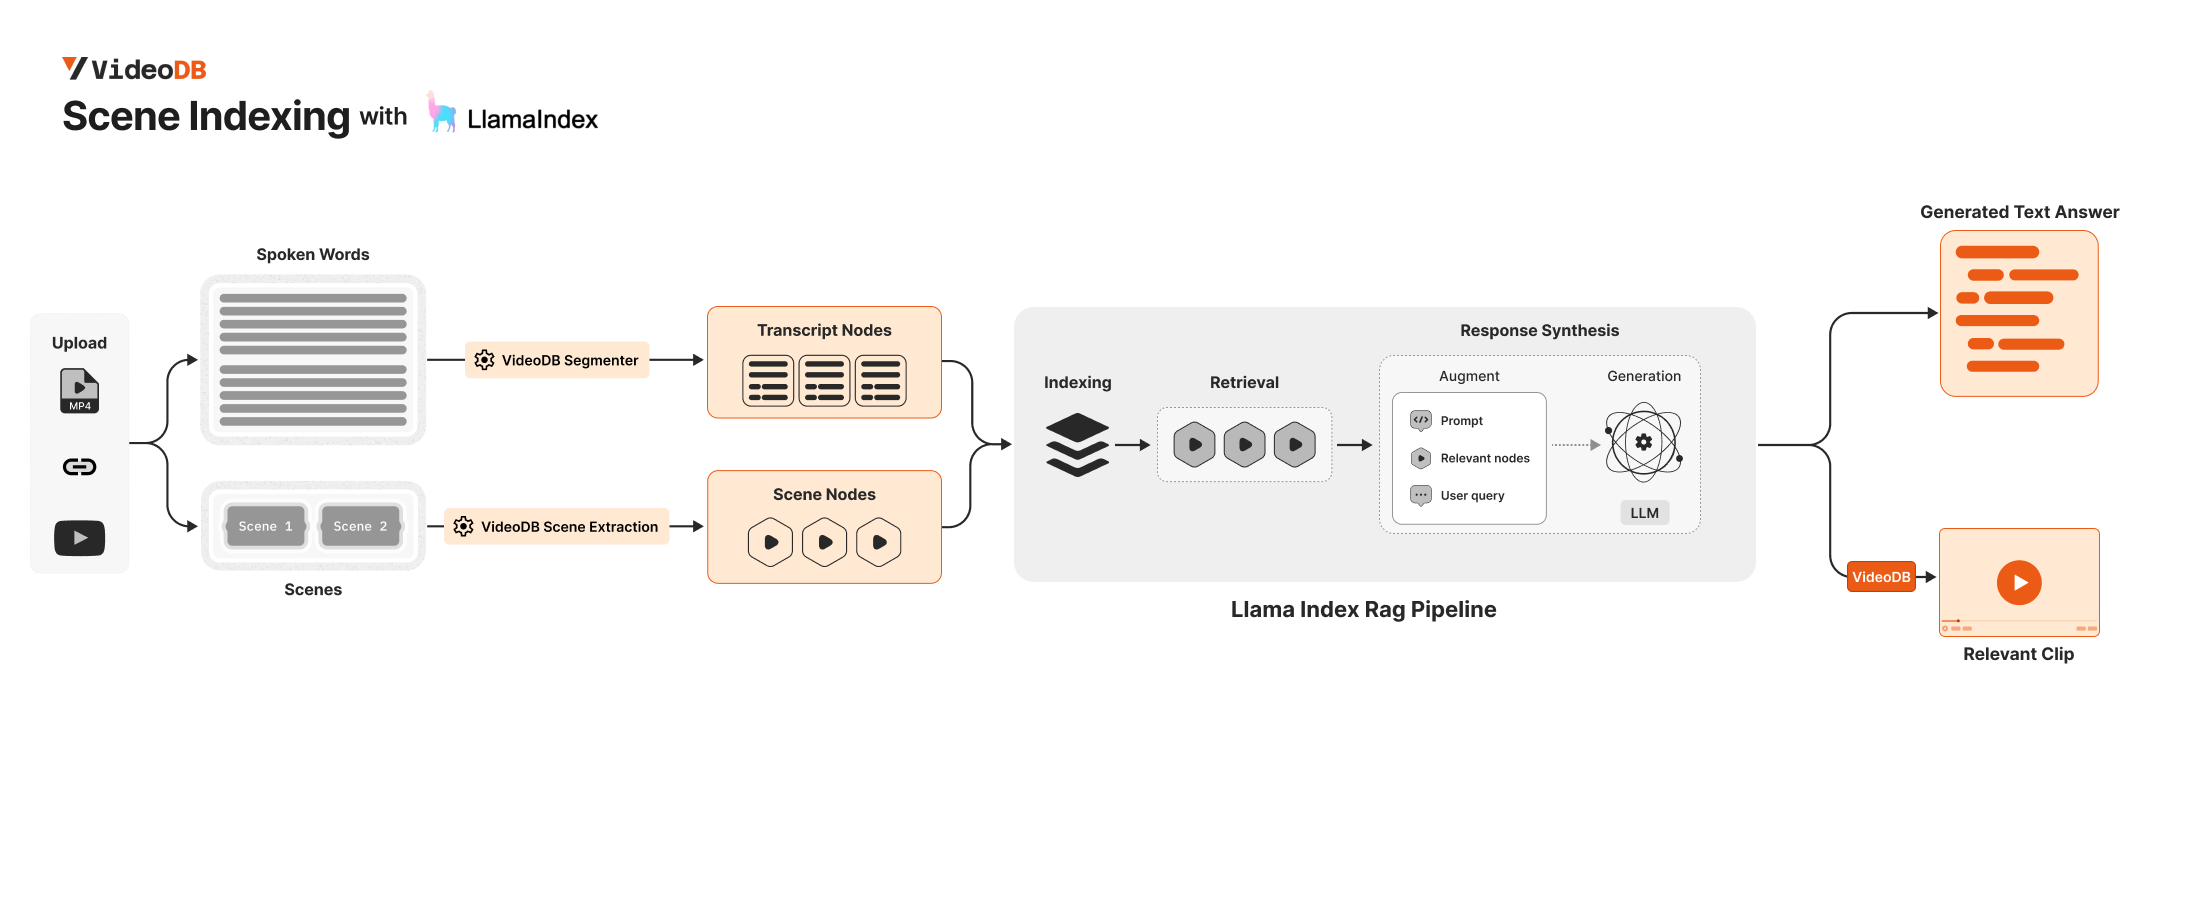 VideoDB
Scene Indexing with LlamaIndex
Upload
MP4
Spoken Words
Scene 1
Scene 2
Scenes
VideoDB Segmenter
VideoDB Scene Extraction
Transcript Nodes
Scene Nodes
Indexing
Retrieval
Response Synthesis
Augment
Prompt
Relevant nodes
User query
Generation
LLM
Llama Index Rag Pipeline
Generated Text Answer
VideoDB
Relevant Clip